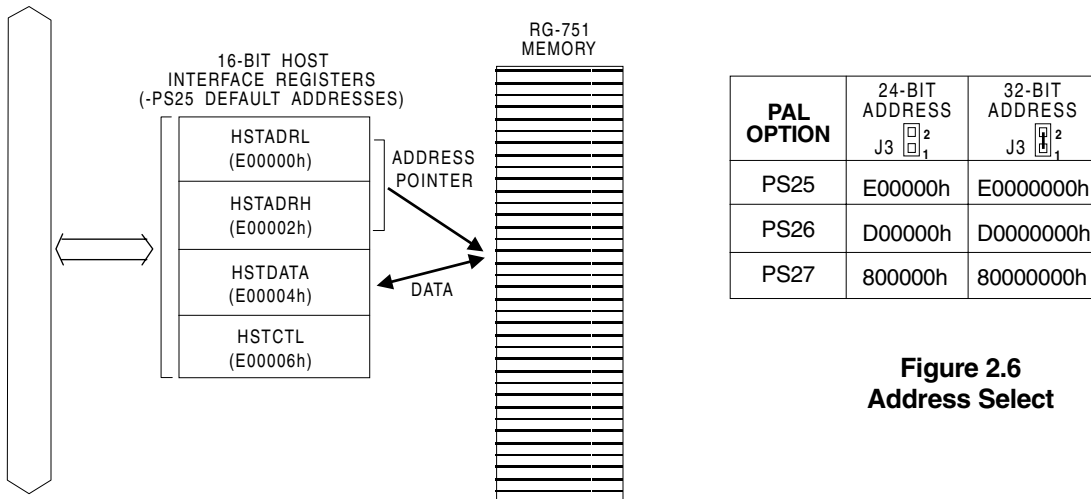 16-BIT HOST
INTERFACE REGISTERS
(-PS25 DEFAULT ADDRESSES)
HSTADRL
(E00000h)
HSTADRH
(E00002h)
HSTDATA
(E00004h)
HSTCTL
(E00006h)
ADDRESS
POINTER
DATA
RG-751
MEMORY
PAL
OPTION
24-BIT
ADDRESS
J3 2
1
32-BIT
ADDRESS
J3 2
1
PS25 E00000h E0000000h
PS26 D00000h D0000000h
PS27 800000h 80000000h
Figure 2.6
Address Select